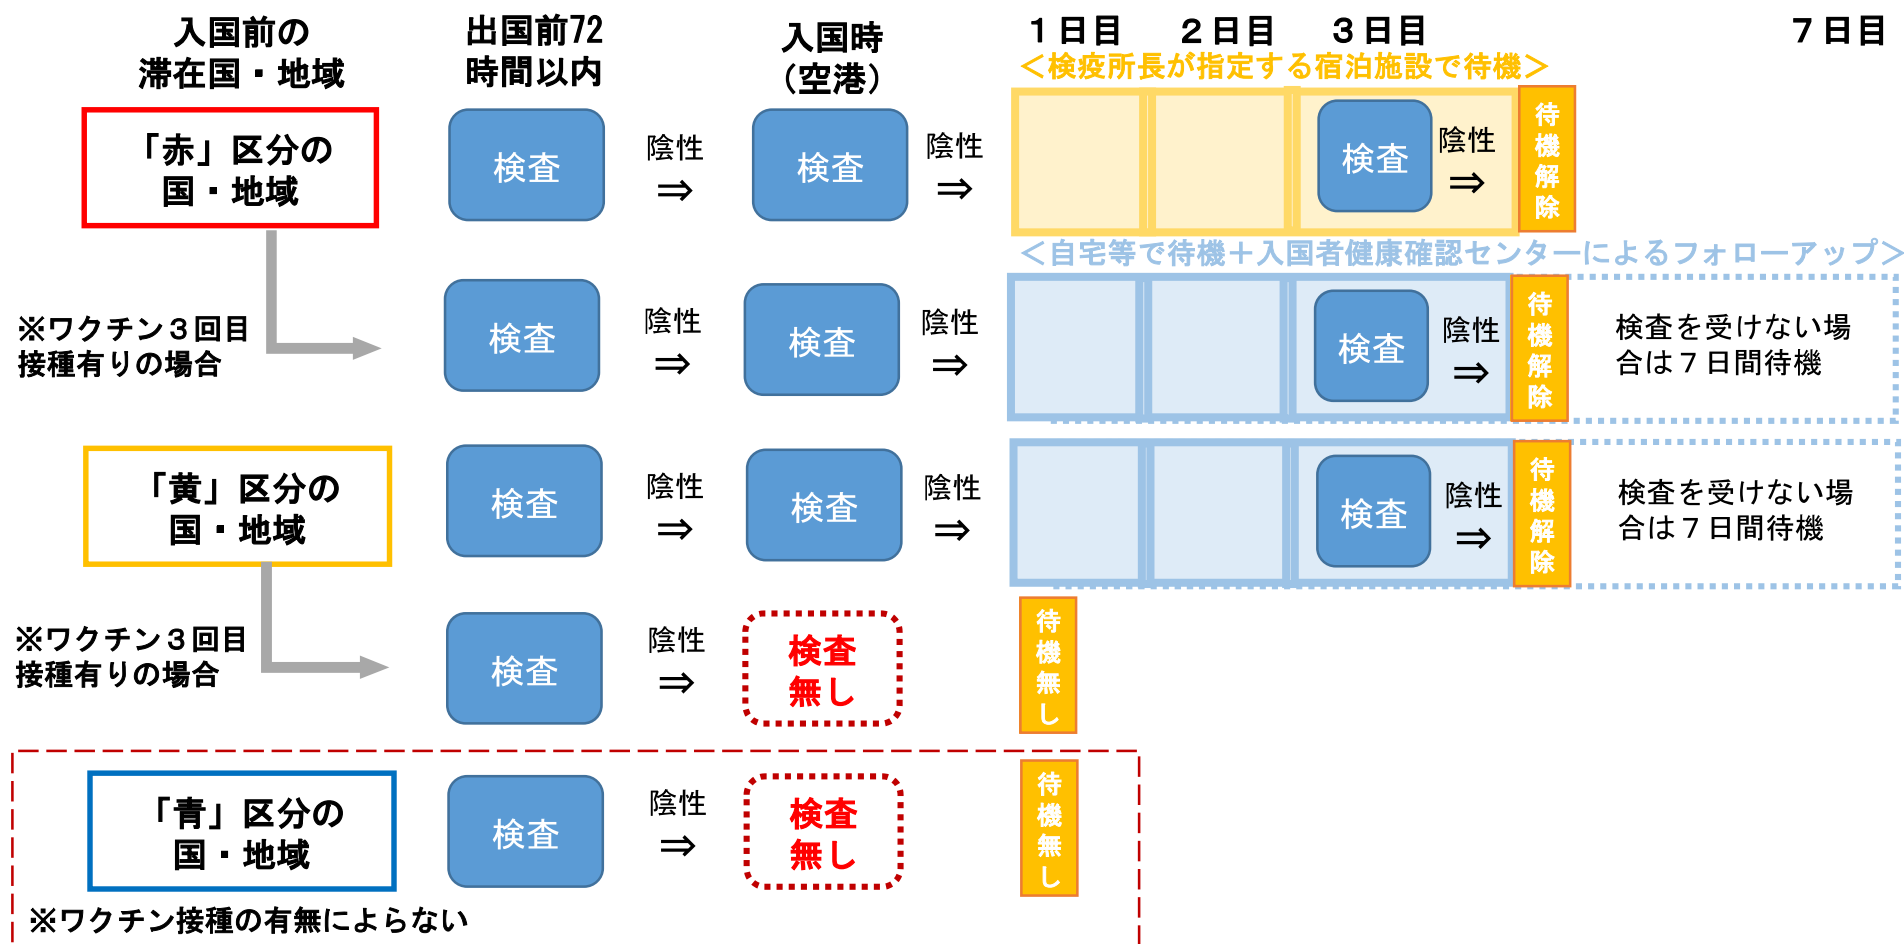 入国前の
滞在国・地域
出国前72
時間以内
入国時
（空港）
１日目
２日目
３日目
７日目
＜検疫所長が指定する宿泊施設で待機＞
「赤」区分の
国・地域
検査
陰性
⇒
検査
陰性
⇒
検査
陰性
⇒
待機解除
＜自宅等で待機＋入国者健康確認センターによるフォローアップ＞
※ワクチン３回目
接種有りの場合
検査
陰性
⇒
検査
陰性
⇒
検査
陰性
⇒
待機解除
検査を受けない場
合は７日間待機
「黄」区分の
国・地域
検査
陰性
⇒
検査
陰性
⇒
検査
陰性
⇒
待機解除
検査を受けない場
合は７日間待機
※ワクチン３回目
接種有りの場合
検査
陰性
⇒
検査
無し
待機無し
「青」区分の
国・地域
検査
陰性
⇒
検査
無し
待機無し
※ワクチン接種の有無によらない